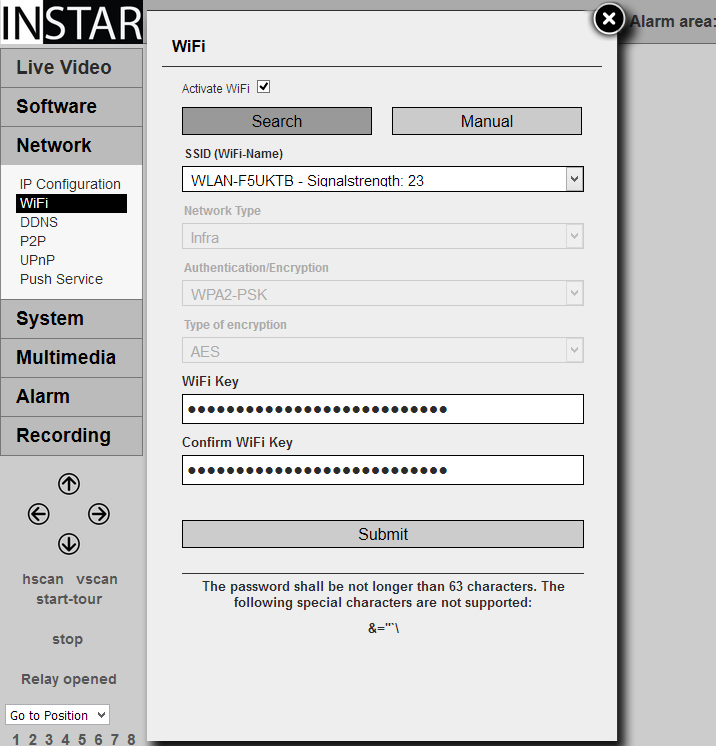 INSTAR
Alarm area:
Live Video
Software
Network
IP Configuration
WiFi
DDNS
P2P
UPnP
Push Service
System
Multimedia
Alarm
Recording
hscan vscan
start-tour
stop
Relay opened
Go to Position
1 2 3 4 5 6 7 8
WiFi
Activate WiFi
Search
Manual
SSID (WiFi-Name)
WLAN-F5UKTB - Signalstrength: 23
Network Type
Infra
Authentication/Encryption
WPA2-PSK
Type of encryption
AES
WiFi Key
●●●●●●●●●●●●●●●●●●●●●●●●●●●
Confirm WiFi Key
●●●●●●●●●●●●●●●●●●●●●●●●●●●
Submit
The password shall be not longer than 63 characters. The
following special characters are not supported:
&="`\